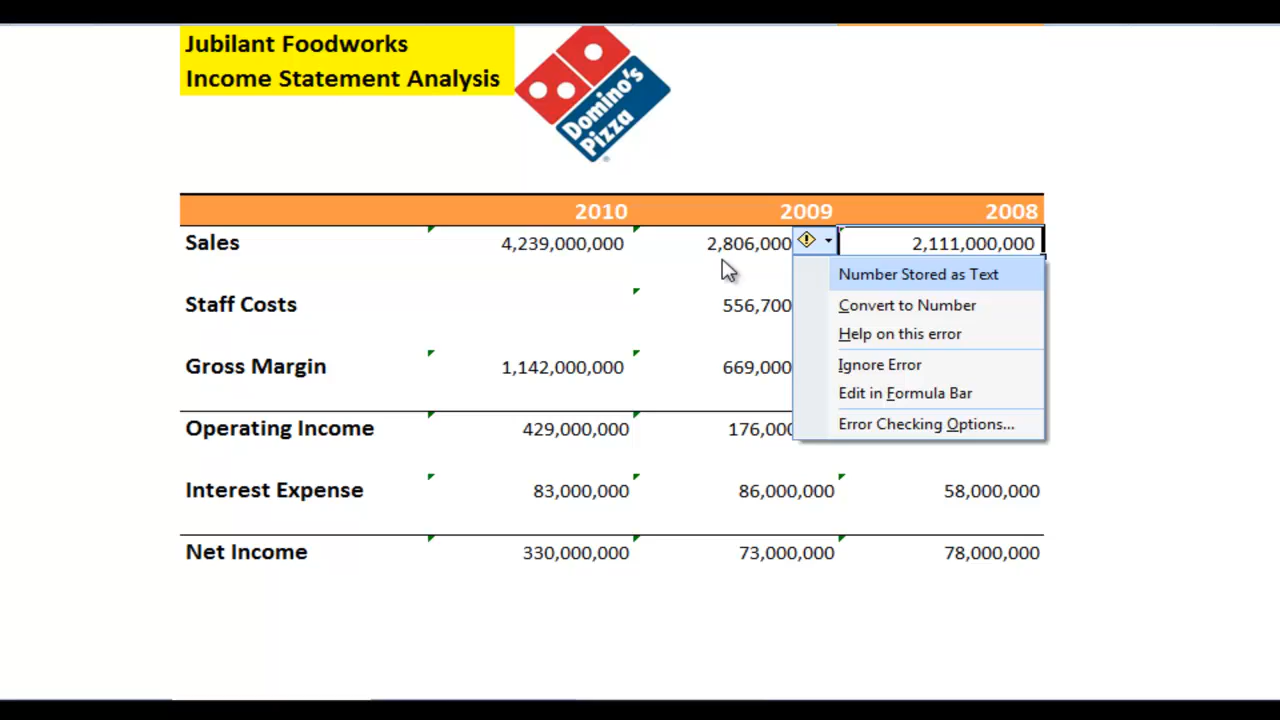 Jubilant Foodworks
Income Statement Analysis
Domino's
Pizza
®
2010 2009 2008
Sales 4,239,000,000 2,806,000 2,111,000,000
Number Stored as Text
Staff Costs 556,700
Convert to Number
Help on this error
Gross Margin 1,142,000,000 669,000
Ignore Error
Edit in Formula Bar
Operating Income 429,000,000 176,000
Error Checking Options...
Interest Expense 83,000,000 86,000,000 58,000,000
Net Income 330,000,000 73,000,000 78,000,000